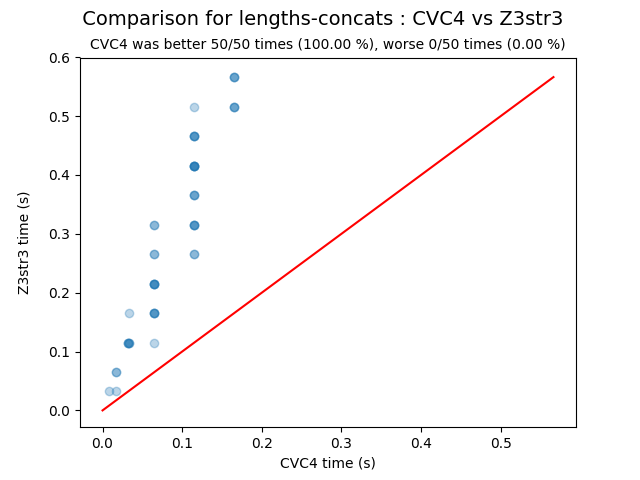 Comparison for lengths-concats : CVC4 vs Z3str3
CVC4 was better 50/50 times (100.00 %), worse 0/50 times (0.00 %)
0.6
0.5
0.4
0.3
0.2
0.1
0.0
Z3str3 time (s)
0.0 0.1 0.2 0.3 0.4 0.5
CVC4 time (s)